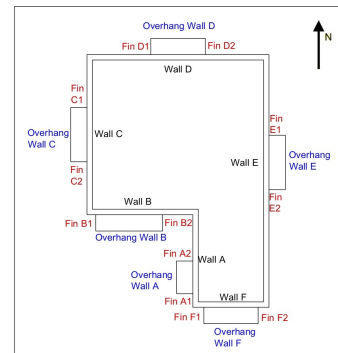 Overhang Wall D
N
Fin D1
Fin D2
Wall D
Fin
C1
Overhang
Wall C
Wall C
Fin
C2
Fin
E1
Wall E
Overhang
Wall E
Fin
E2
Wall B
Fin B1
Fin B2
Overhang Wall B
Fin A2
Wall A
Overhang
Wall A
Fin A1
Wall F
Fin F1
Fin F2
Overhang
Wall F